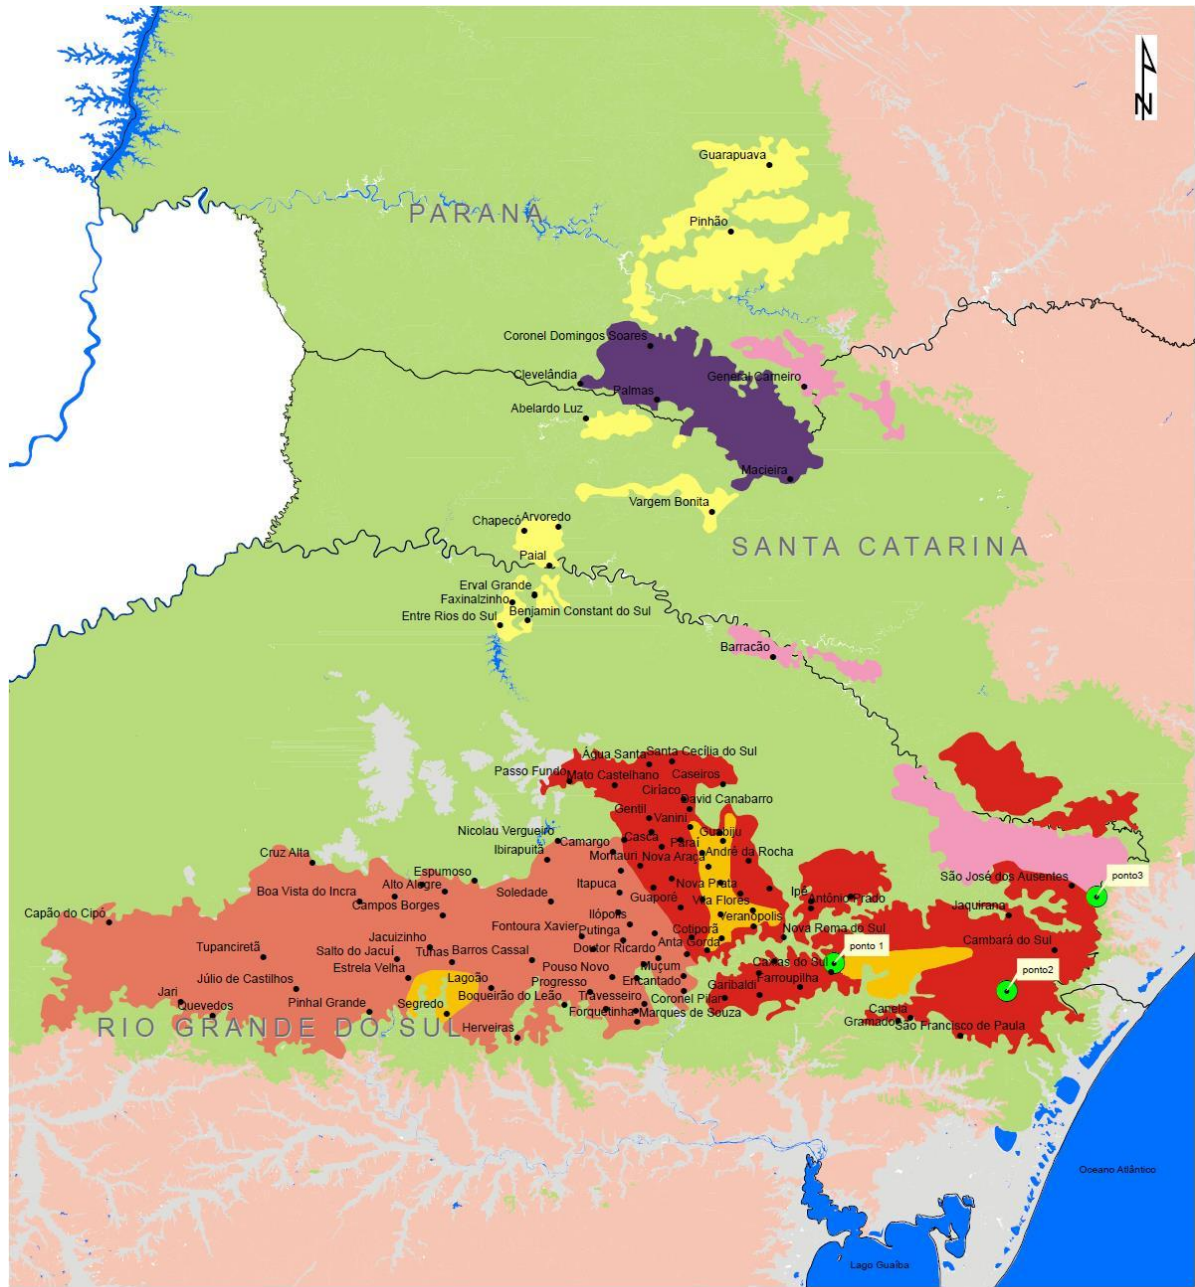 N
Guarapuava
PARANÁ
Pinhão
Coronel Domingos Soares
Clevelândia
General Carneiro
Palmas
Abelardo Luz
Macieira
Vargem Bonita
Chapecó
Arvoredo
SANTA CATARINA
Paial
Erval Grande
Faxinalzinho
Benjamin Constant do Sul
Entre Rios do Sul
Barracão
Água Santa
Santa Cecília do Sul
Passo Fundo
Mato Castelhano
Caseiros
Ciríaco
David Canabarro
Gentil
Vanini
Nicolau Vergueiro
Camargo
Casca
Guabiju
Paraí
Cruz Alta
Ibirapuitã
Montauri
Nova Araçá
André da Rocha
São José dos Ausentes
ponto3
Espumoso
Alto Alegre
Boa Vista do Incra
Soledade
Itapuca
Nova Prata
Ipê
Antônio Prado
Guaporê
Vila Flores
Campos Borges
Jaquirana
Capão do Cipó
Ilópolis
Veranópolis
Fontoura Xavier
Putinga
Cotiporã
Nova Roma do Sul
Jacuizinho
Tupanciretã
Salto do Jacuí
Tunas
Barros Cassal
Doutor Ricardo
Anta Gorda
ponto 1
Cambará do Sul
Estrela Velha
Pouso Novo
Muçum
Caxias do Sul
Farroupilha
Júlio de Castilhos
Lagoão
Progresso
Encantado
Garibaldi
ponto2
Jari
Quevedos
Pinhal Grande
Segredo
Boqueirão do Leão
Travesseiro
Coronel Pilar
Forquetinha
Marques de Souza
Canela
Gramado
São Francisco de Paula
RIO GRANDE DO SUL
Herveiras
Oceano Atlântico
Lago Guaíba